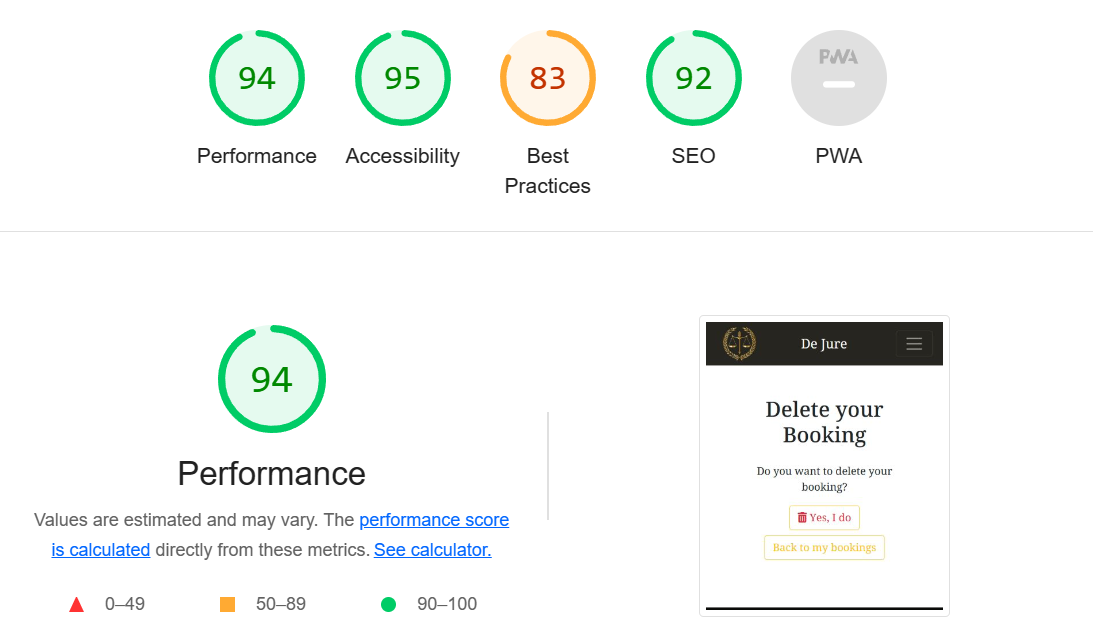 94
95
83
92
PWA
Performance
Accessibility
Best
Practices
SEO
PWA
94
Performance
Values are estimated and may vary. The performance score
is calculated directly from these metrics. See calculator.
0–49
50–89
90–100
De Jure
Delete your
Booking
Do you want to delete your
booking?
Yes, I do
Back to my bookings